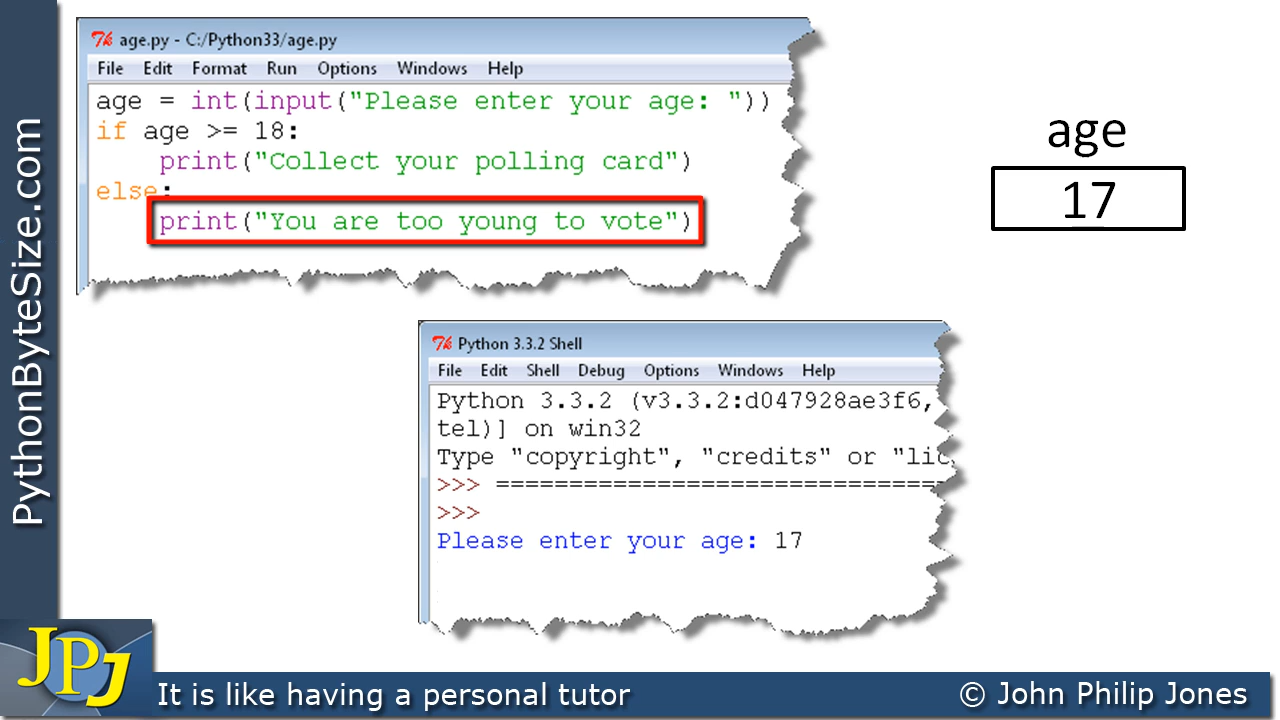 PythonByteSize.com
age.py - C:/Python33/age.py
File Edit Format Run Options Windows Help
age = int(input("Please enter your age: "))
if age >= 18:
    print("Collect your polling card")
else:
    print("You are too young to vote")
age
17
Python 3.3.2 Shell
File Edit Shell Debug Options Windows Help
Python 3.3.2 (v3.3.2:d047928ae3f6,
tel)] on win32
Type "copyright", "credits" or "lic
>>> ===============================
>>>
Please enter your age: 17
JPJ
It is like having a personal tutor
© John Philip Jones